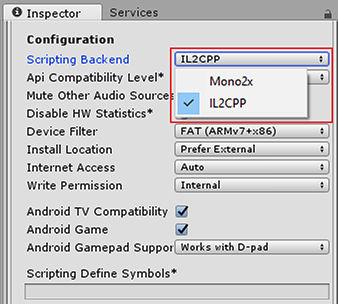 Inspector
Services
Configuration
Scripting Backend
IL2CPP
Api Compatibility Level*
Mono2x
Mute Other Audio Sources
IL2CPP
Disable HW Statistics*
Device Filter
FAT (ARMv7+x86)
Install Location
Prefer External
Internet Access
Auto
Write Permission
Internal
Android TV Compatibility
Android Game
Android Gamepad Suppor
Works with D-pad
Scripting Define Symbols*